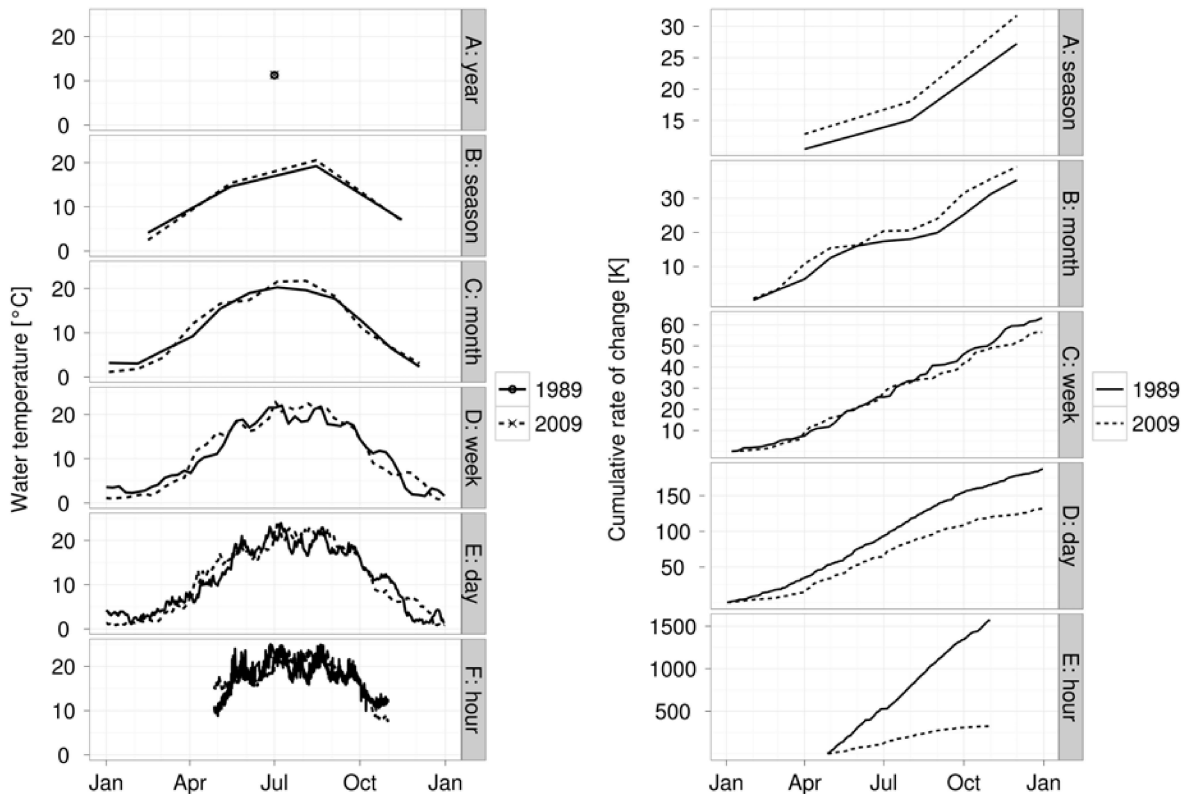 Water temperature [°C]
20
10
0
A: year
20
10
0
B: season
20
10
0
C: month
20
10
0
D: week
20
10
0
E: day
20
10
0
F: hour
Jan Apr Jul Oct Jan
1989
2009
Cumulative rate of change [K]
30
25
20
15
A: season
30
20
10
B: month
60
50
40
30
20
10
C: week
150
100
50
D: day
1500
1000
500
E: hour
Jan Apr Jul Oct Jan
1989
2009